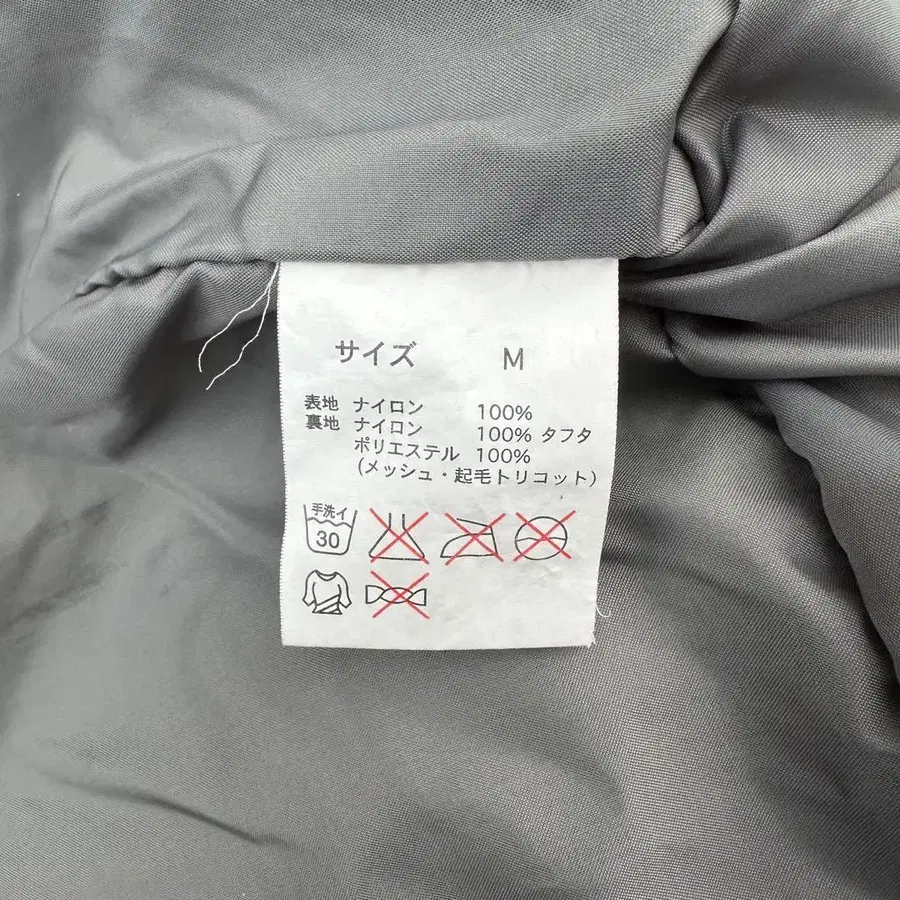 サイズ M
表地 ナイロン 100%
裏地 ナイロン 100% タフタ
ポリエステル 100%
(メッシュ・起毛トリコット)
手洗イ
30